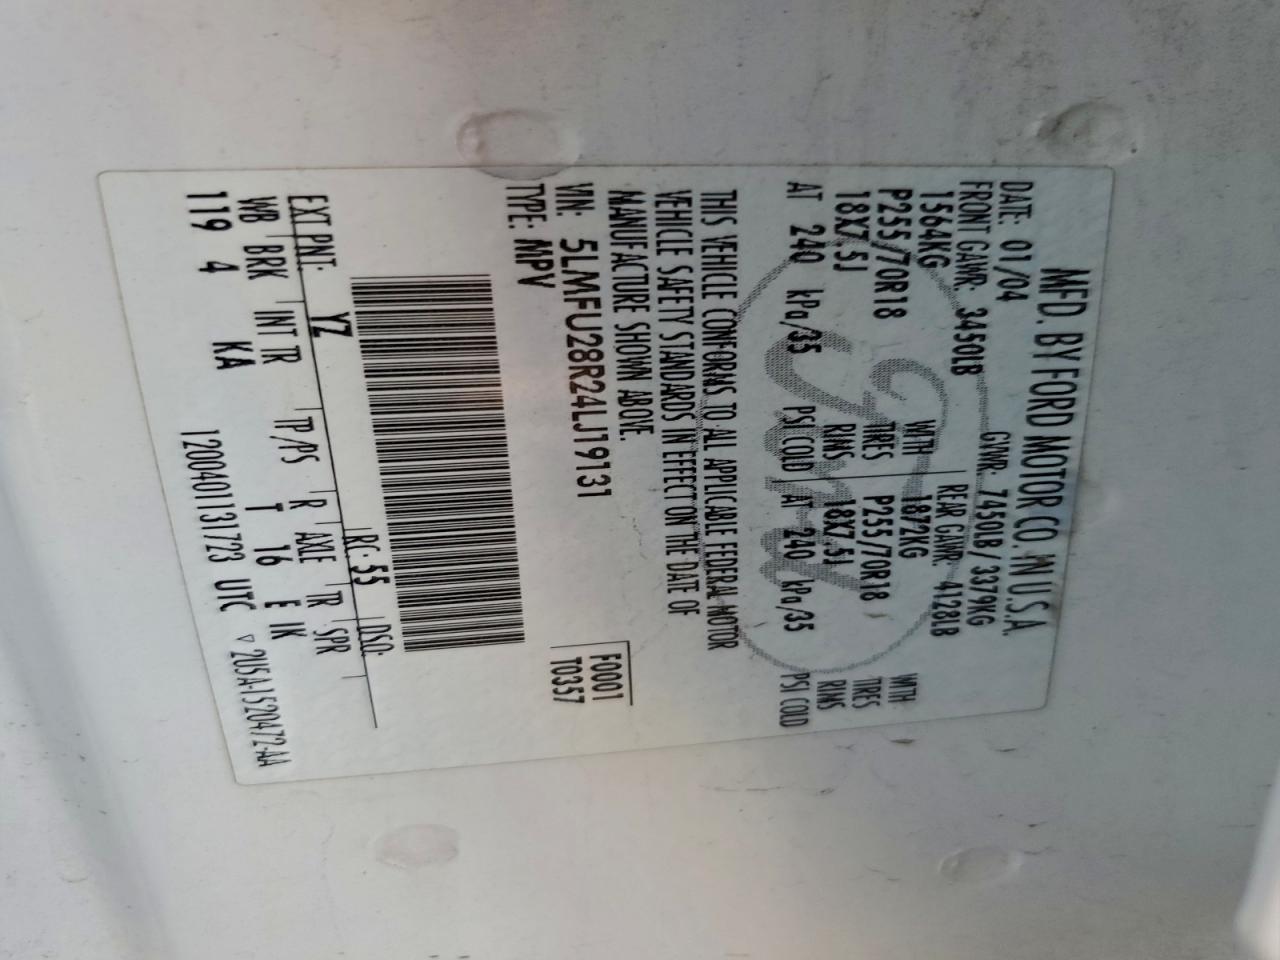 MFD. BY FORD MOTOR CO. IN U.S.A.
DATE: 01/04 GVWR: 7450LB/ 3379KG
FRONT GAWR: 3450LB REAR GAWR: 4128LB
1564KG WITH 1872KG WITH
P255/70R18 TIRES P255/70R18 TIRES
18X7.5J RIMS 18X7.5J RIMS
AT 240 kPa/35 PSI COLD AT 240 kPa/35 PSI COLD
THIS VEHICLE CONFORMS TO ALL APPLICABLE FEDERAL MOTOR
VEHICLE SAFETY STANDARDS IN EFFECT ON THE DATE OF
MANUFACTURE SHOWN ABOVE.
VIN: 5LMFU28R24LJ19131 F0001
TYPE: MPV T0357
EXT PNT: YZ RC: 55 DSO:
WB BRK INT TR TP/PS R AXLE TR SPR
119 4 KA T 16 E IK
1200401131723 UTC ▽ 2U5A-1520472-AA
Ford